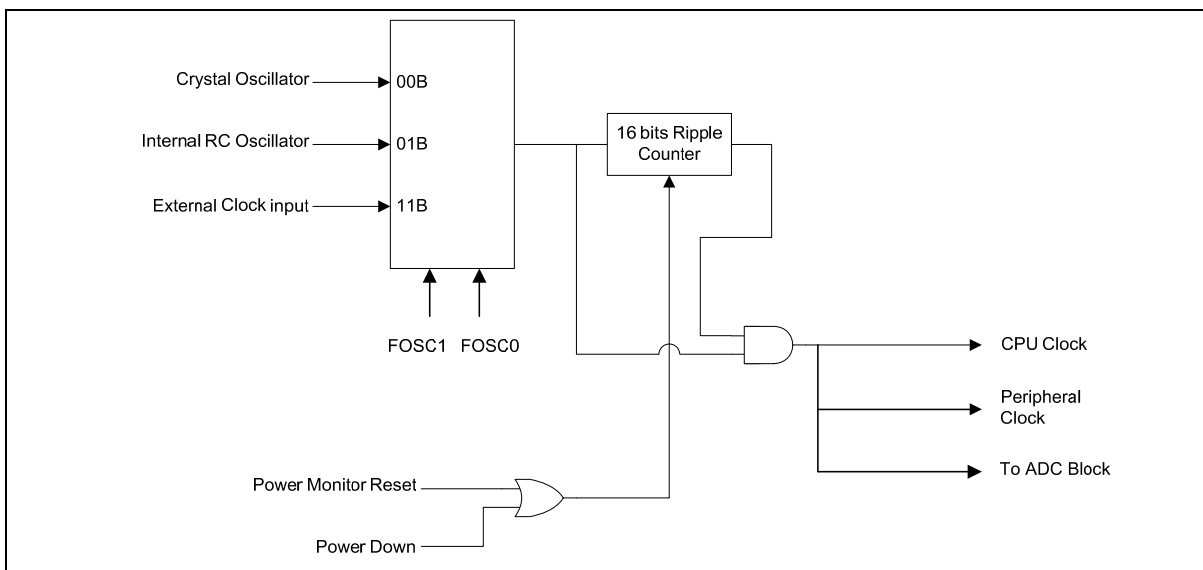 Crystal Oscillator
00B
Internal RC Oscillator
01B
External Clock input
11B
16 bits Ripple
Counter
FOSC1 FOSC0
CPU Clock
Peripheral
Clock
To ADC Block
Power Monitor Reset
Power Down